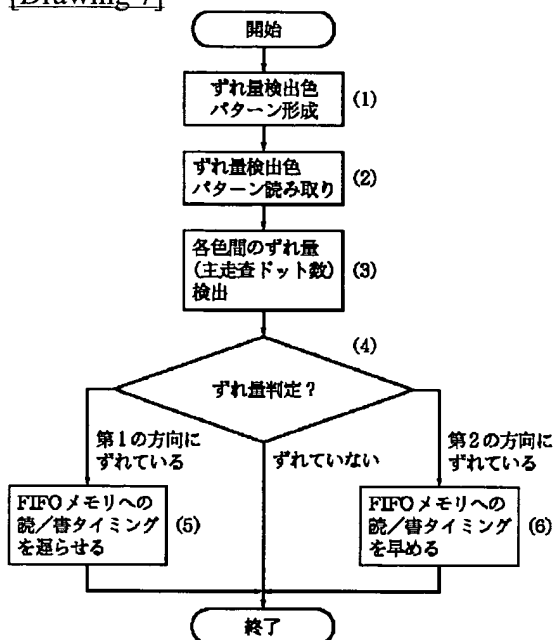 [Drawing 7]
開始
ずれ量検出色
パターン形成
(1)
ずれ量検出色
パターン読み取り
(2)
各色間のずれ量
(主走査ドット数)
検出
(3)
(4)
ずれ量判定？
第1の方向に
ずれている
ずれていない
第2の方向に
ずれている
FIFOメモリへの
読／書タイミング
を遅らせる
(5)
FIFOメモリへの
読／書タイミング
を早める
(6)
終了